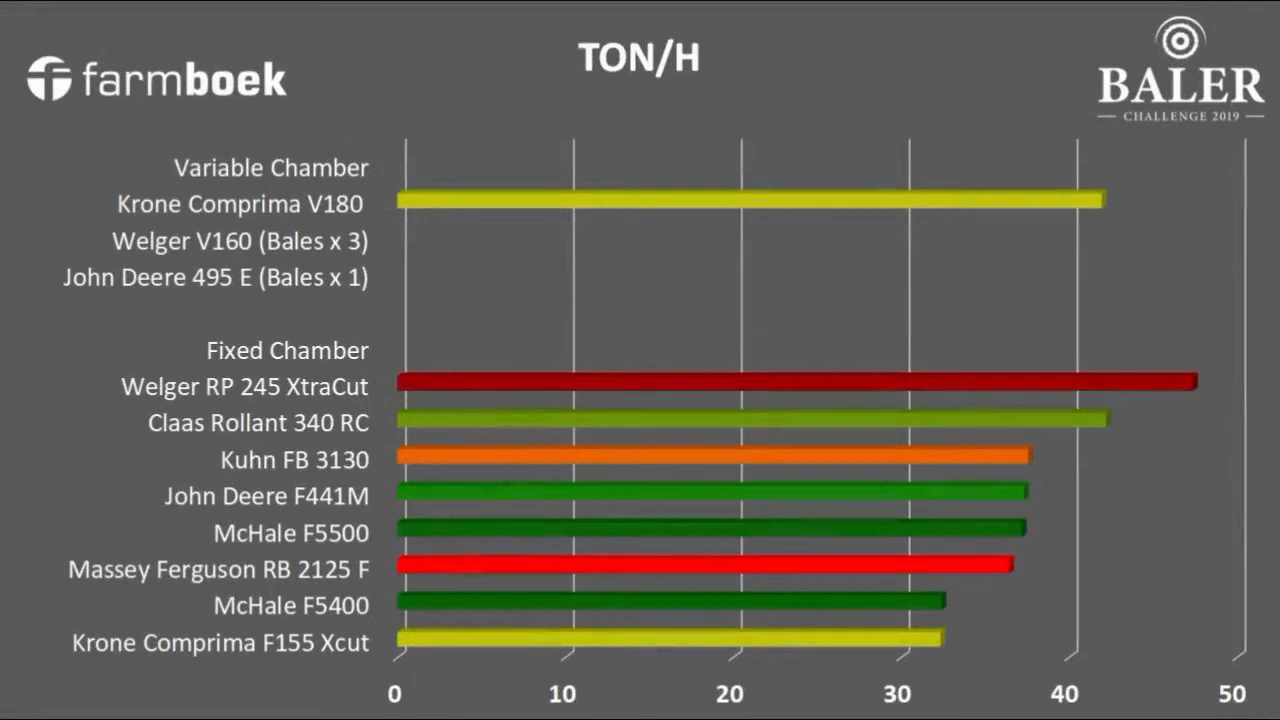 farmboek
TON/H
BALER
CHALLENGE 2019
Variable Chamber
Krone Comprima V180
Welger V160 (Bales x 3)
John Deere 495 E (Bales x 1)
Fixed Chamber
Welger RP 245 XtraCut
Claas Rollant 340 RC
Kuhn FB 3130
John Deere F441M
McHale F5500
Massey Ferguson RB 2125 F
McHale F5400
Krone Comprima F155 Xcut
0 10 20 30 40 50